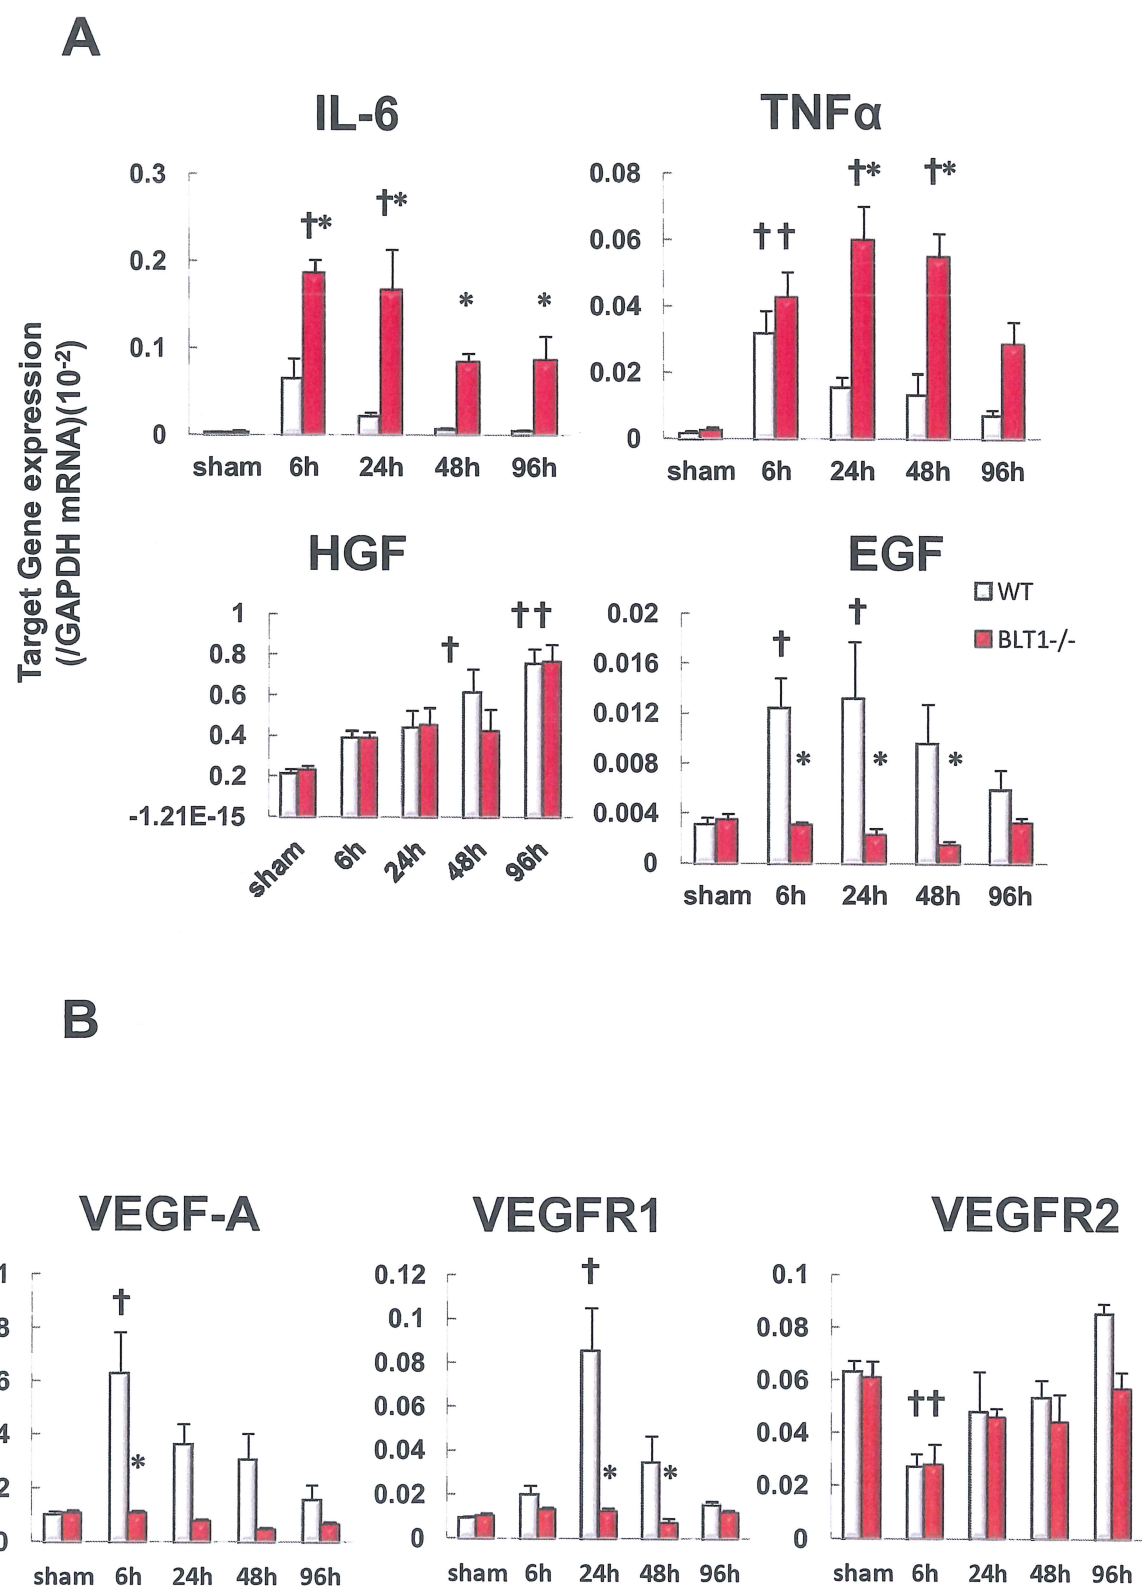 A
IL-6
TNFα
0.3
0.2
0.1
0
†*
†*
*
*
sham 6h 24h 48h 96h
0.08
0.06
0.04
0.02
0
††
†*
†*
sham 6h 24h 48h 96h
Target Gene expression
(/GAPDH mRNA)(10-2)
HGF
EGF
WT
BLT1-/-
1
0.8
0.6
0.4
0.2
-1.21E-15
†
††
sham 6h 24h 48h 96h
0.02
0.016
0.012
0.008
0.004
0
†
†
*
*
*
sham 6h 24h 48h 96h
B
VEGF-A
VEGFR1
VEGFR2
1
8
6
4
2
0
†
*
sham 6h 24h 48h 96h
0.12
0.1
0.08
0.06
0.04
0.02
0
†
*
*
sham 6h 24h 48h 96h
0.1
0.08
0.06
0.04
0.02
0
††
sham 6h 24h 48h 96h